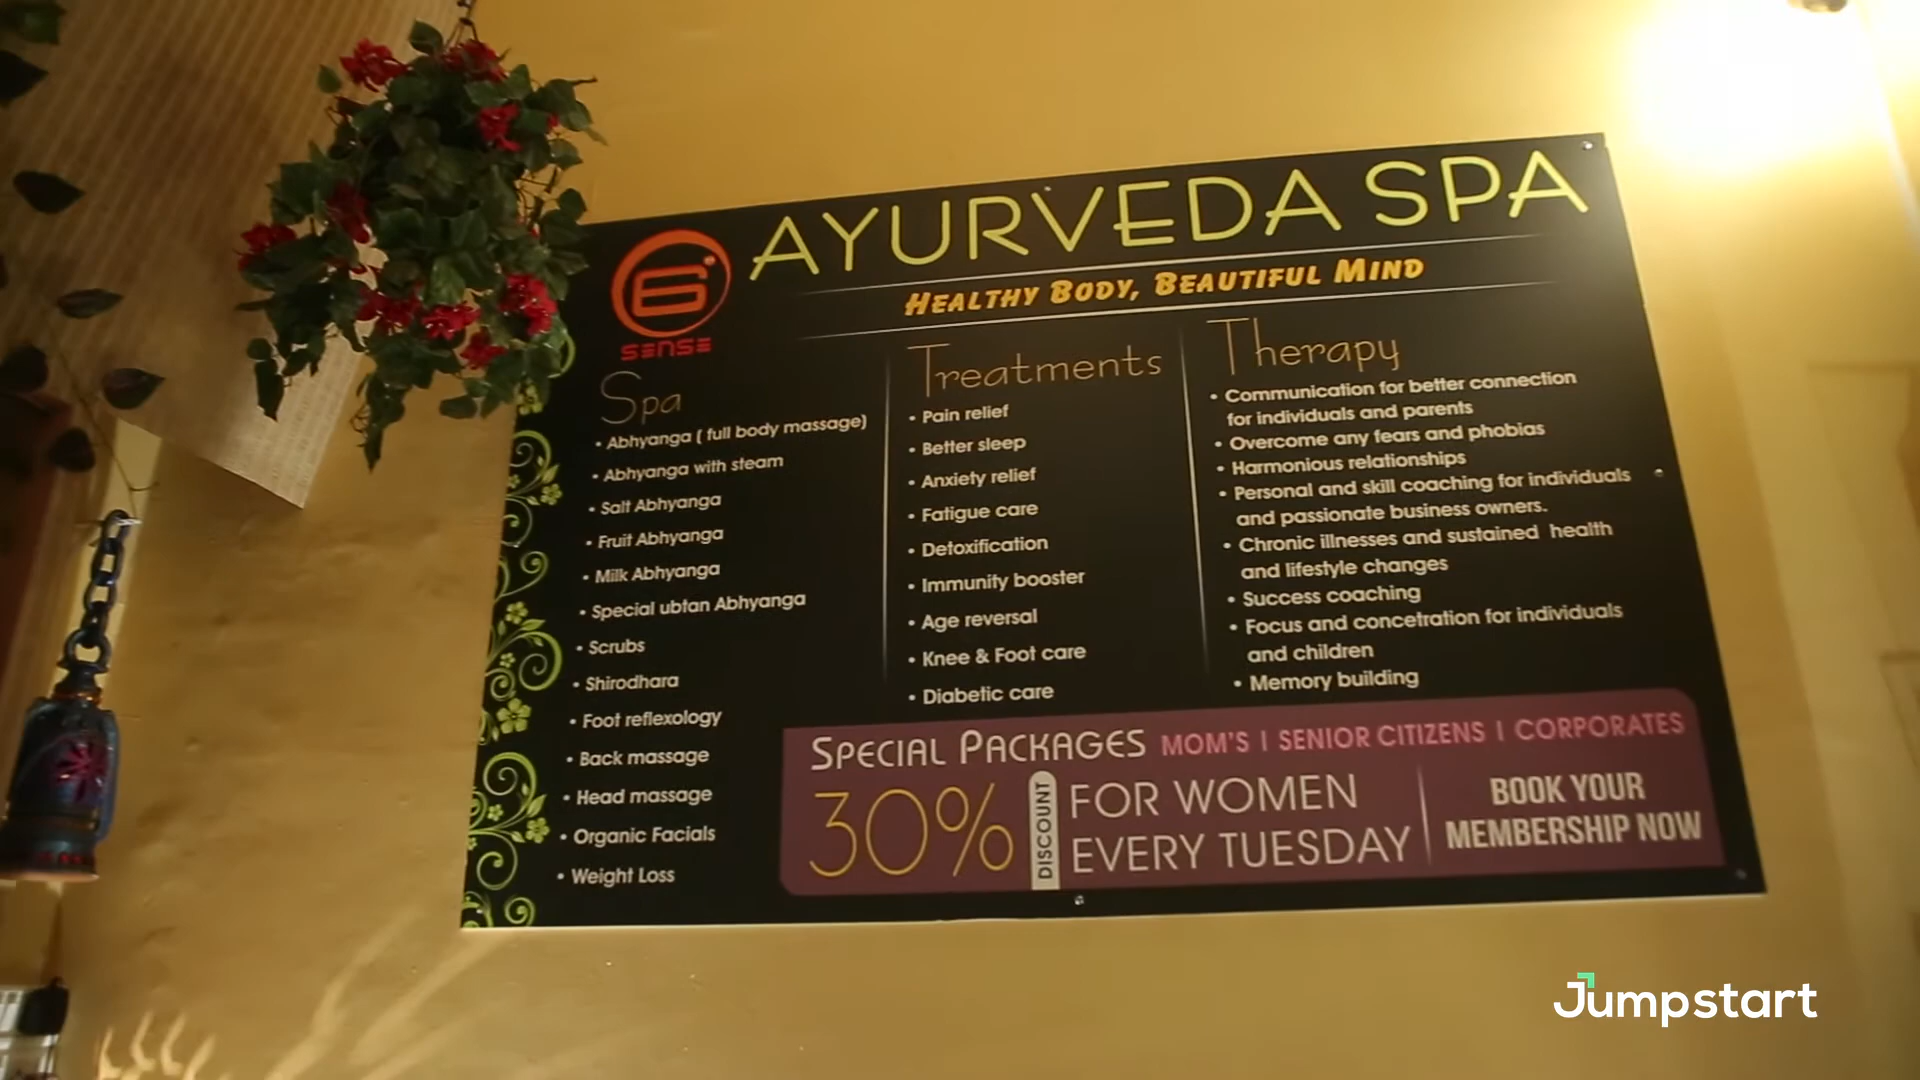 AYURVEDA SPA
HEALTHY BODY, BEAUTIFUL MIND
6
SENSE
Spa
• Abhyanga ( full body massage)
• Abhyanga with steam
• Salt Abhyanga
• Fruit Abhyanga
• Milk Abhyanga
• Special ubtan Abhyanga
• Scrubs
• Shirodhara
• Foot reflexology
• Back massage
• Head massage
• Organic Facials
• Weight Loss
Treatments
• Pain relief
• Better sleep
• Anxiety relief
• Fatigue care
• Detoxification
• Immunity booster
• Age reversal
• Knee & Foot care
• Diabetic care
Therapy
• Communication for better connection
for individuals and parents
• Overcome any fears and phobias
• Harmonious relationships
• Personal and skill coaching for individuals
and passionate business owners.
• Chronic illnesses and sustained health
and lifestyle changes
• Success coaching
• Focus and concetration for individuals
and children
• Memory building
SPECIAL PACKAGES MOM'S | SENIOR CITIZENS | CORPORATES
30%
DISCOUNT
FOR WOMEN
EVERY TUESDAY
BOOK YOUR
MEMBERSHIP NOW
Jumpstart